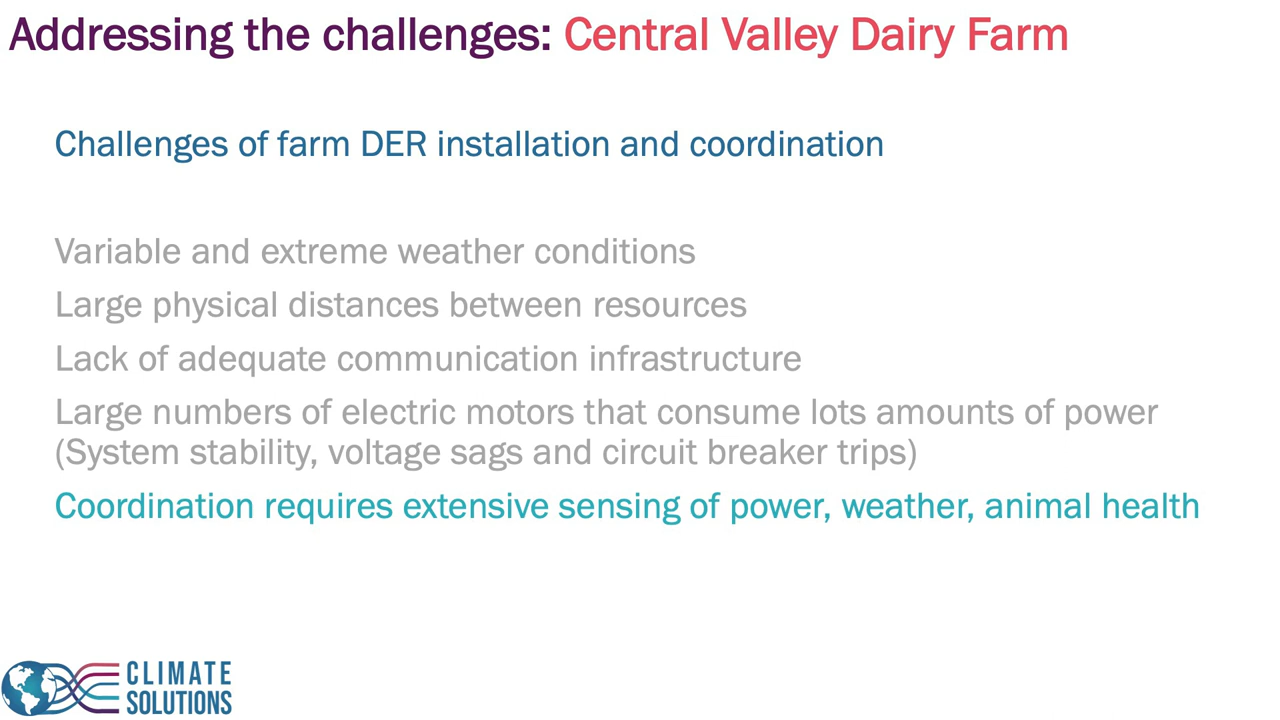 Addressing the challenges: Central Valley Dairy Farm
Challenges of farm DER installation and coordination
Variable and extreme weather conditions
Large physical distances between resources
Lack of adequate communication infrastructure
Large numbers of electric motors that consume lots amounts of power
(System stability, voltage sags and circuit breaker trips)
Coordination requires extensive sensing of power, weather, animal health
CLIMATE
SOLUTIONS